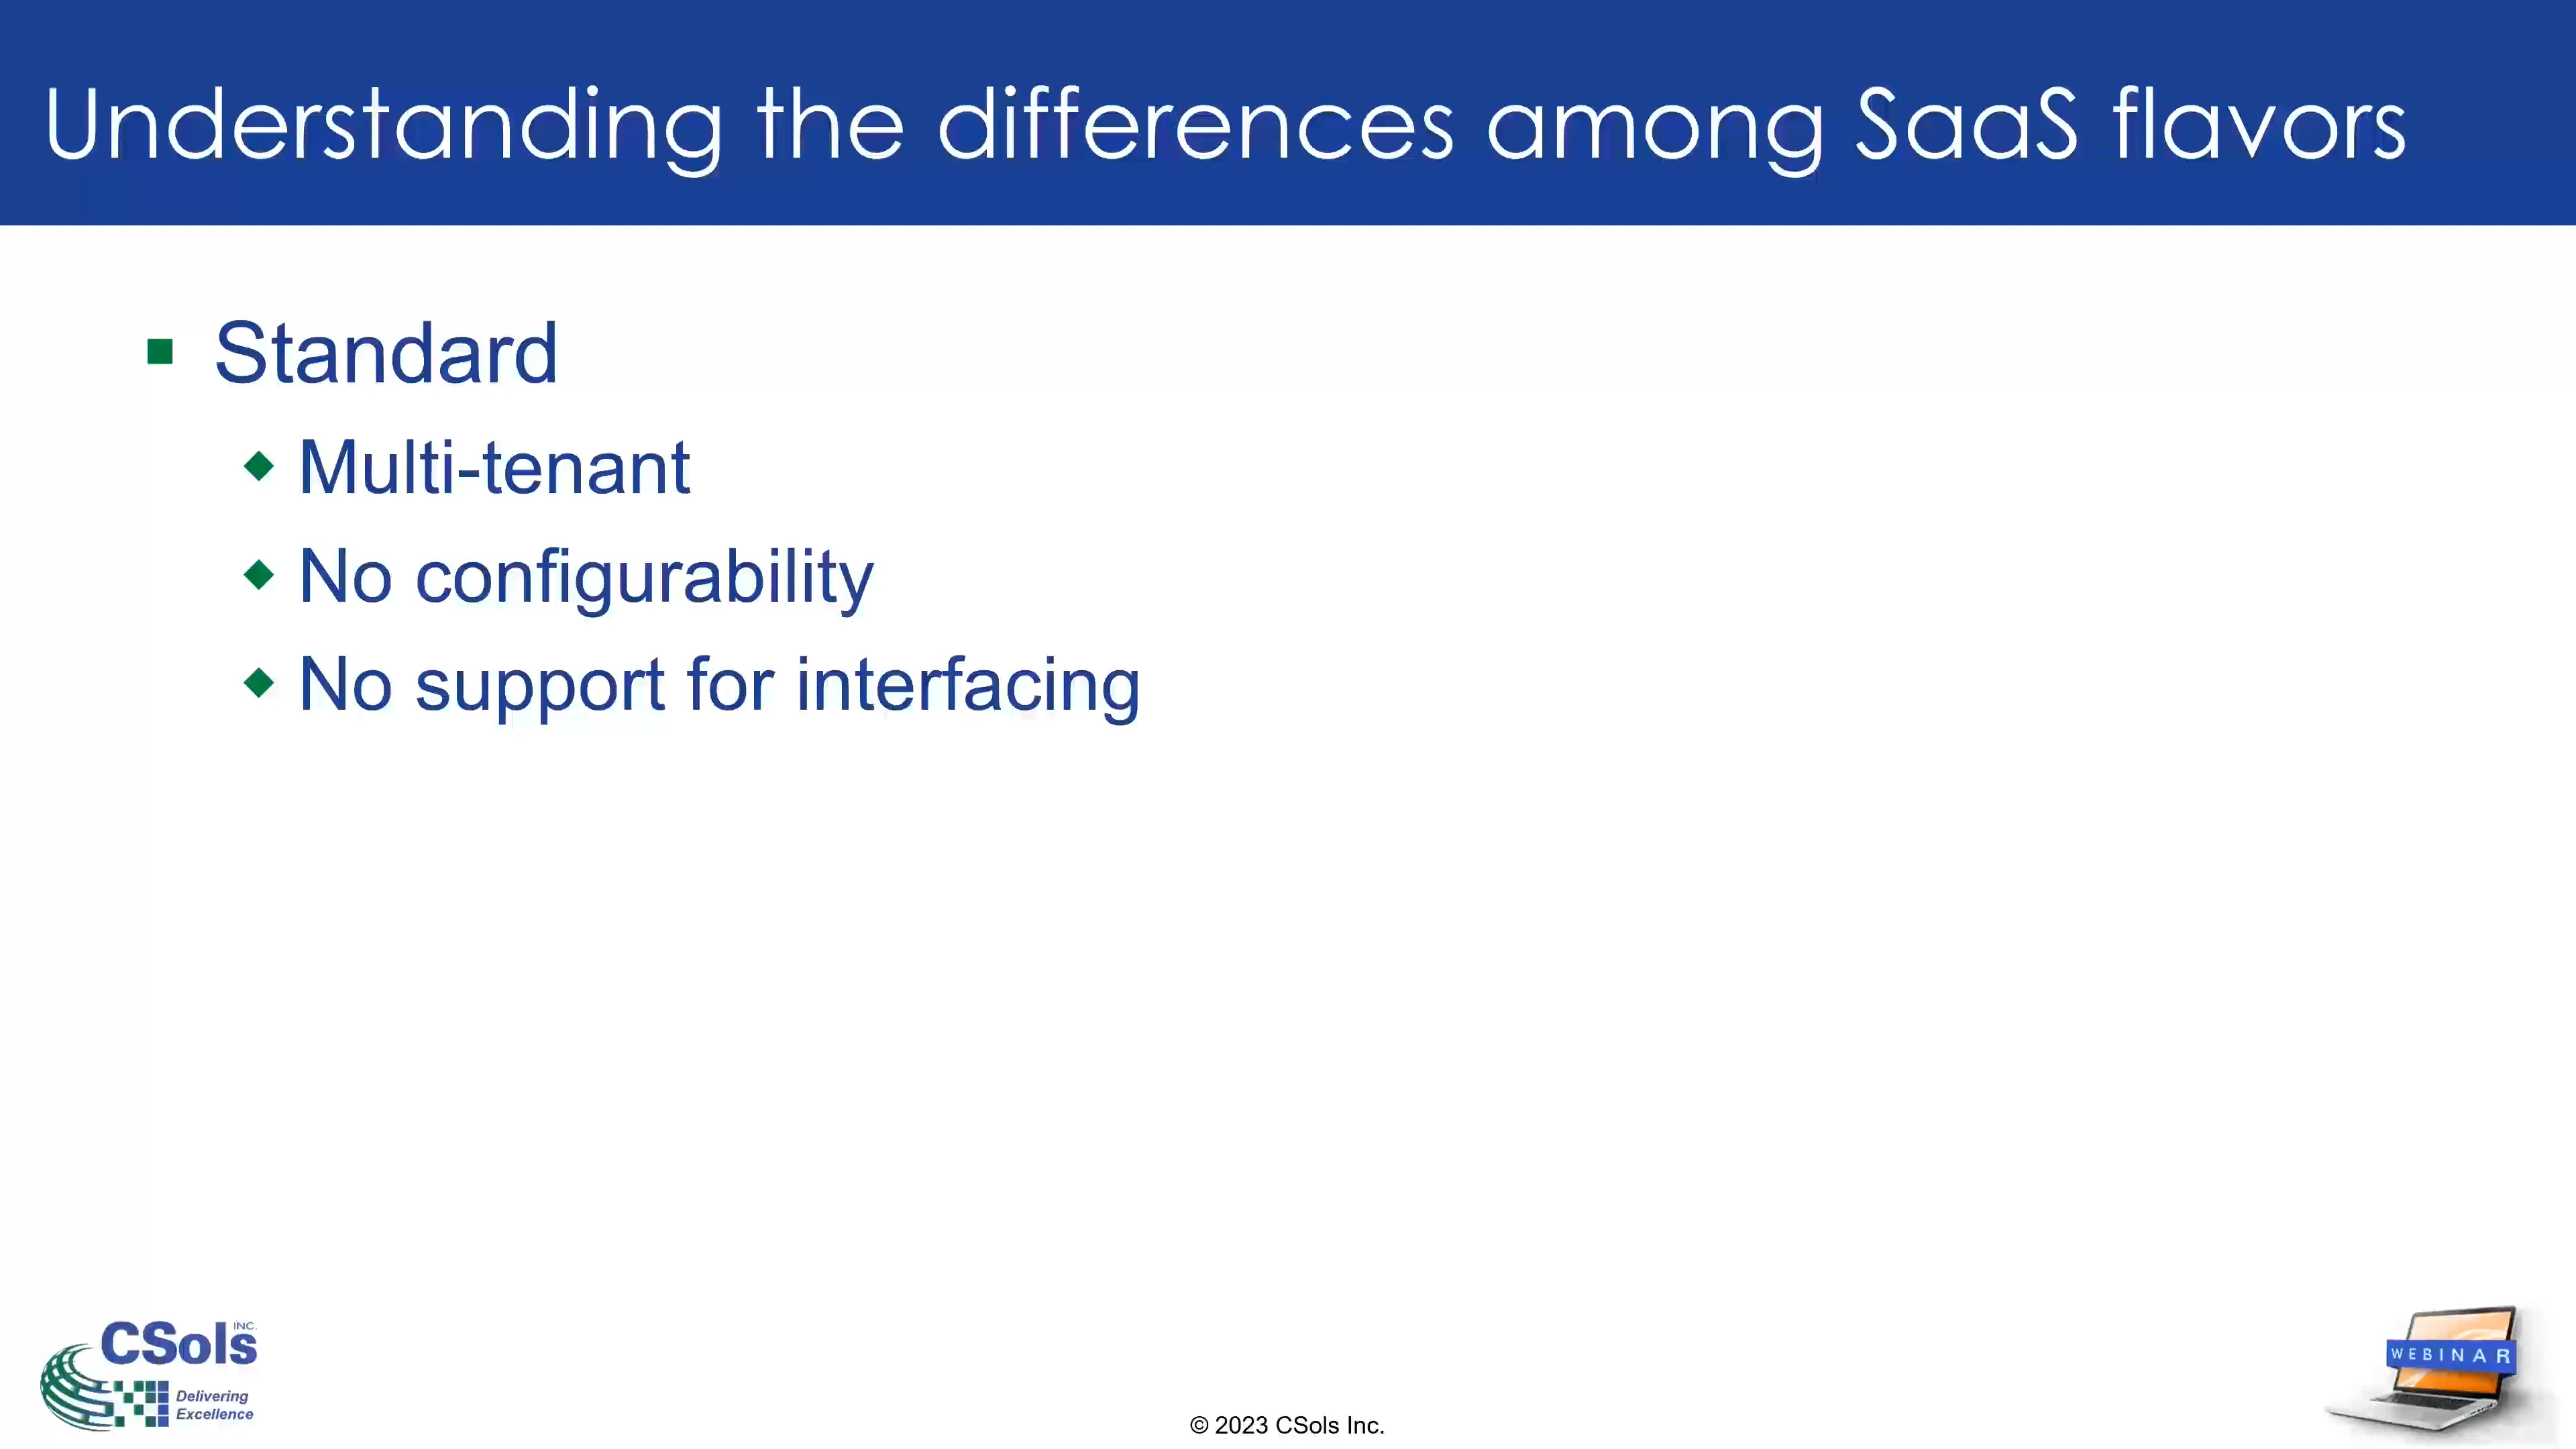 Understanding the differences among SaaS flavors
Standard
Multi-tenant
No configurability
No support for interfacing
CSols INC.
Delivering
Excellence
© 2023 CSols Inc.
WEBINAR